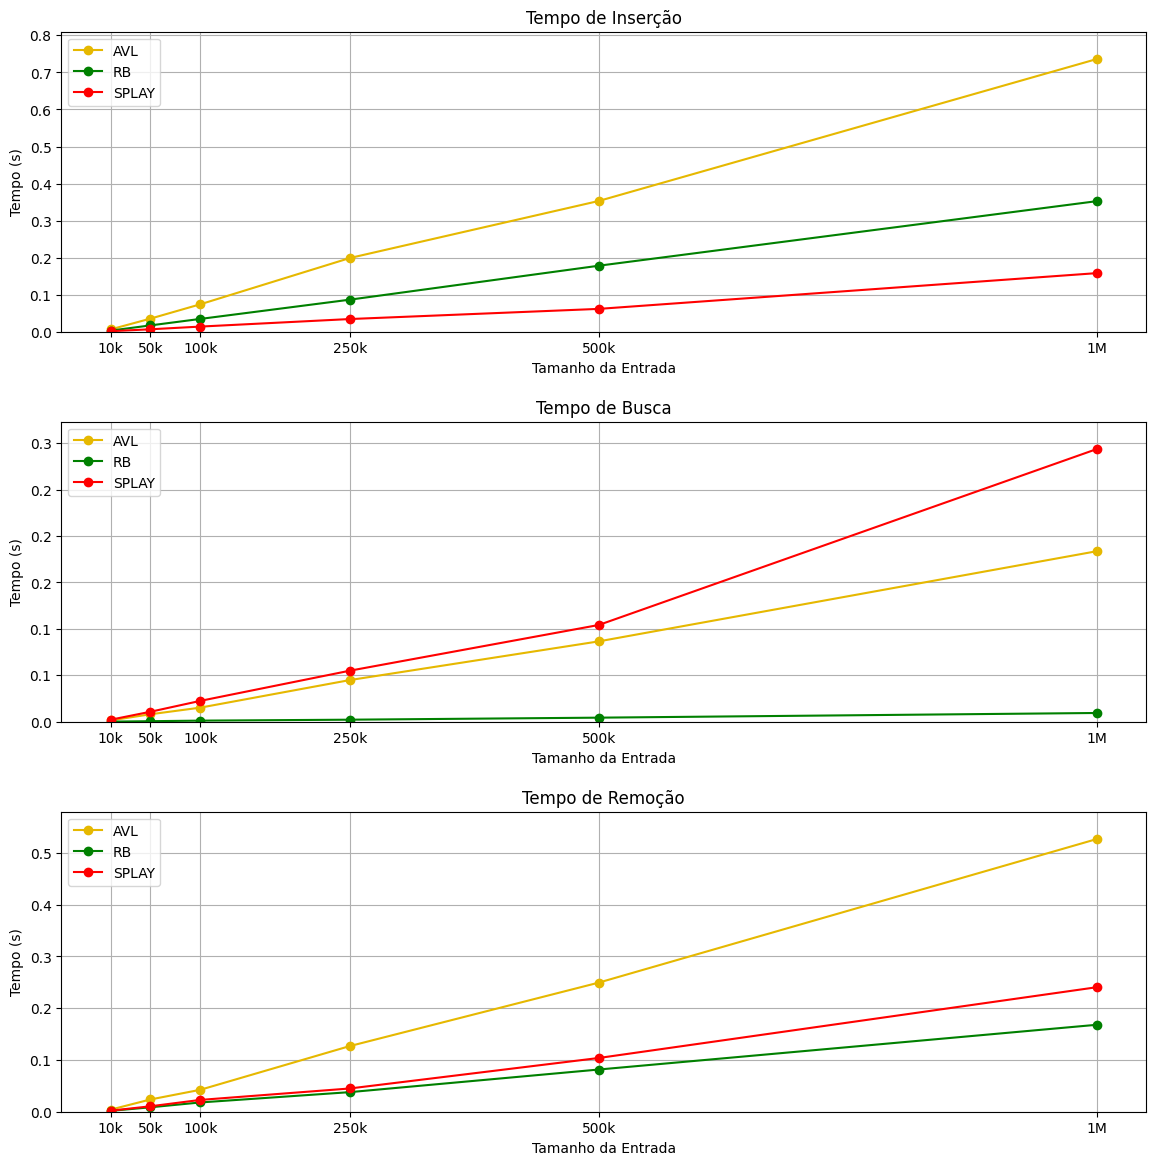 Tempo de Inserção
0.8
0.7
0.6
0.5
0.4
0.3
0.2
0.1
0.0
Tempo (s)
AVL
RB
SPLAY
10k 50k 100k 250k 500k 1M
Tamanho da Entrada
Tempo de Busca
0.3
0.2
0.2
0.2
0.1
0.1
0.0
Tempo (s)
AVL
RB
SPLAY
10k 50k 100k 250k 500k 1M
Tamanho da Entrada
Tempo de Remoção
0.5
0.4
0.3
0.2
0.1
0.0
Tempo (s)
AVL
RB
SPLAY
10k 50k 100k 250k 500k 1M
Tamanho da Entrada